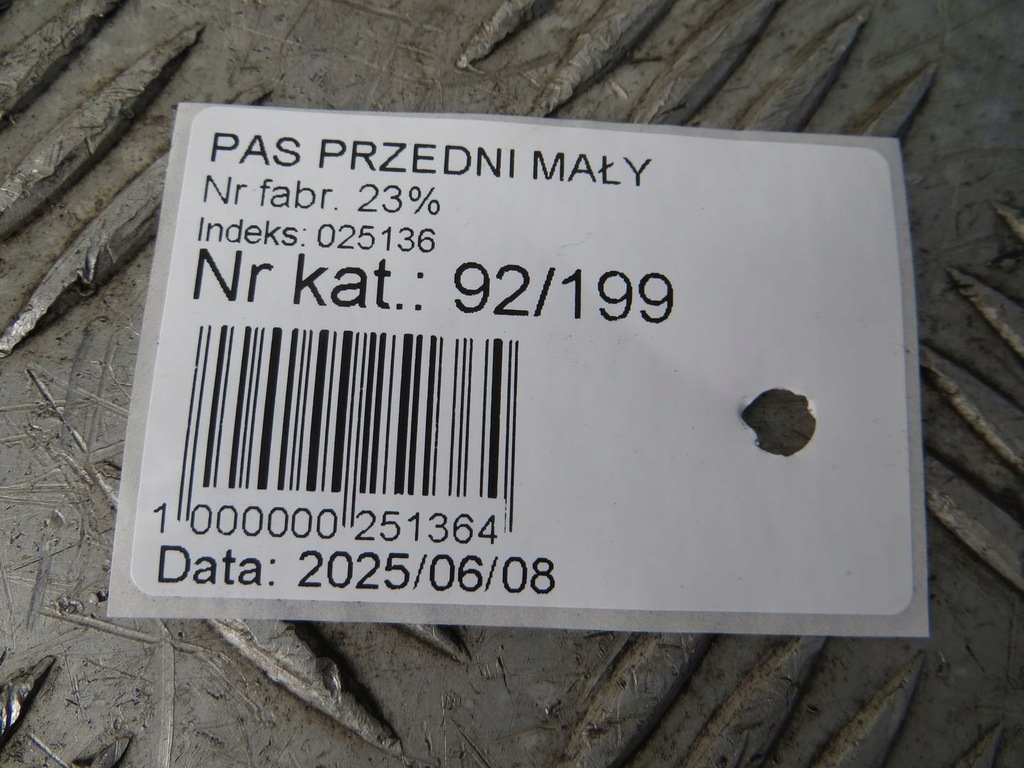 PAS PRZEDNI MAŁY
Nr fabr. 23%
Indeks: 025136
Nr kat.: 92/199
1 000000 251364
Data: 2025/06/08